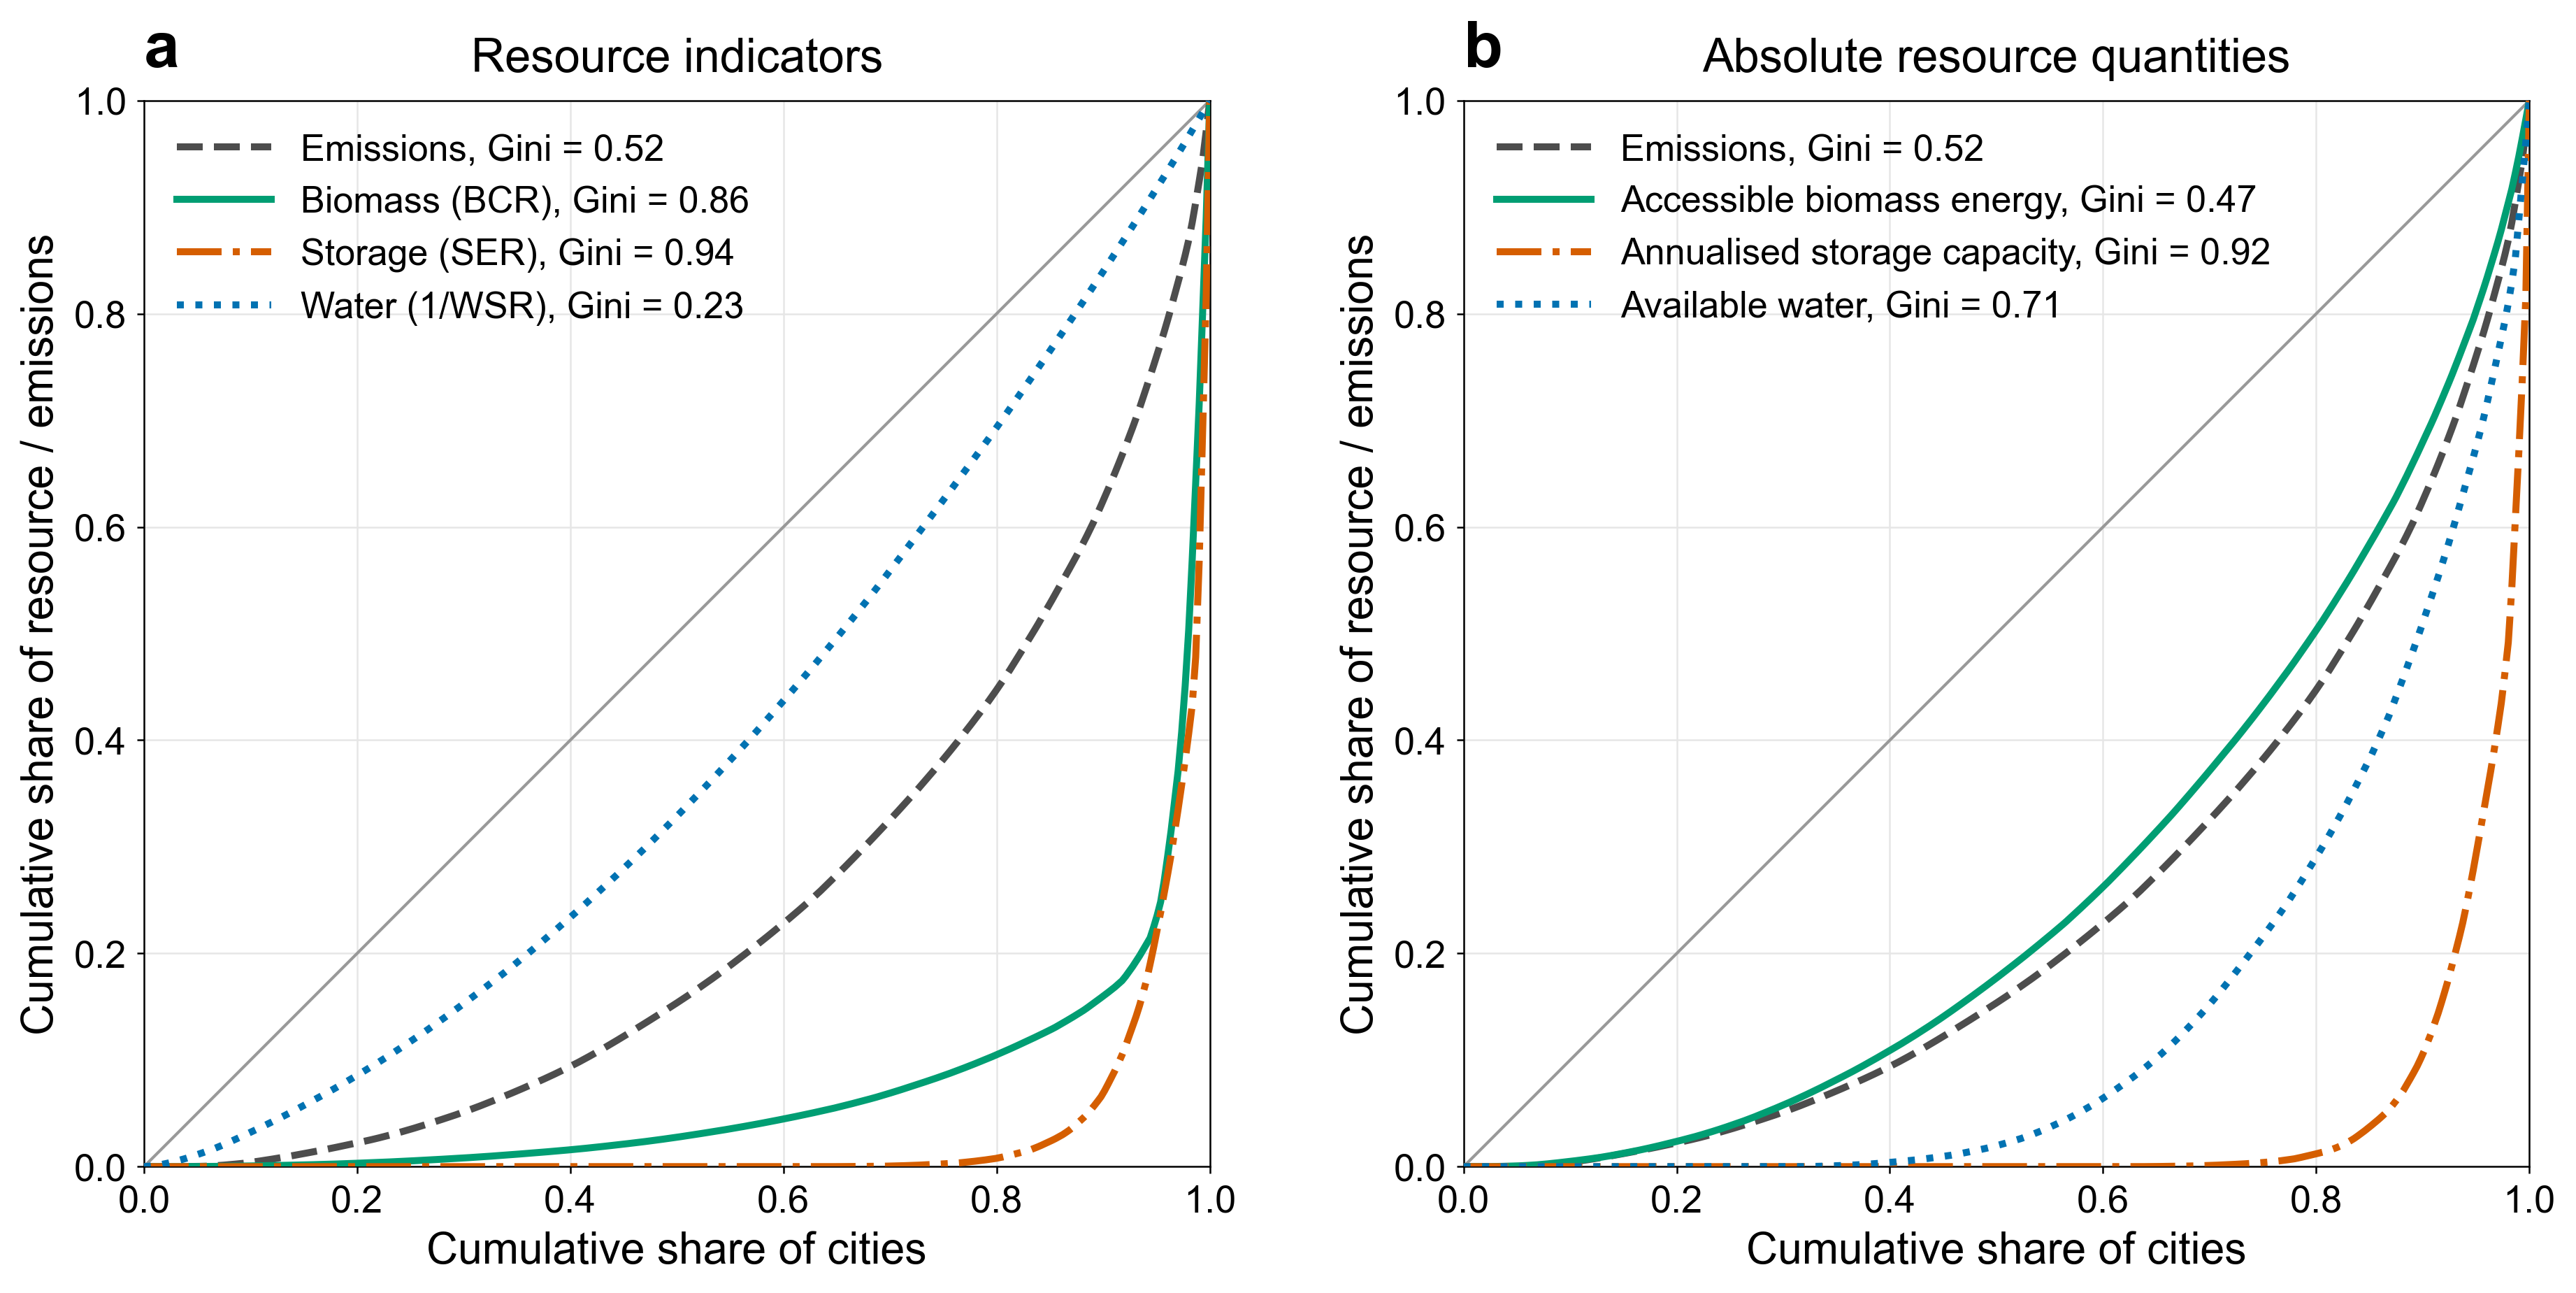 a
Resource indicators
Cumulative share of resource / emissions
1.0
0.8
0.6
0.4
0.2
0.0
Emissions, Gini = 0.52
Biomass (BCR), Gini = 0.86
Storage (SER), Gini = 0.94
Water (1/WSR), Gini = 0.23
0.0 0.2 0.4 0.6 0.8 1.0
Cumulative share of cities
b
Absolute resource quantities
Cumulative share of resource / emissions
1.0
0.8
0.6
0.4
0.2
0.0
Emissions, Gini = 0.52
Accessible biomass energy, Gini = 0.47
Annualised storage capacity, Gini = 0.92
Available water, Gini = 0.71
0.0 0.2 0.4 0.6 0.8 1.0
Cumulative share of cities